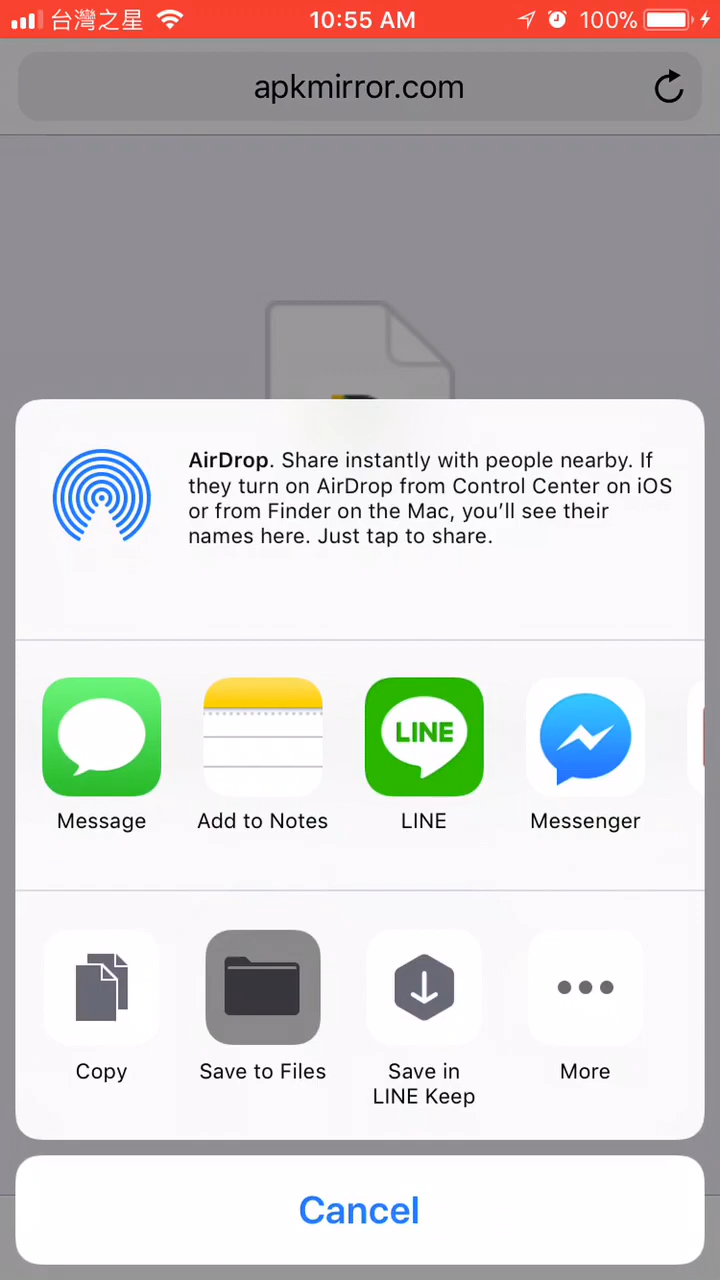 台灣之星 10:55 AM 100%
apkmirror.com
AirDrop. Share instantly with people nearby. If
they turn on AirDrop from Control Center on iOS
or from Finder on the Mac, you’ll see their
names here. Just tap to share.
LINE
Message Add to Notes LINE Messenger
Copy Save to Files Save in
LINE Keep More
Cancel